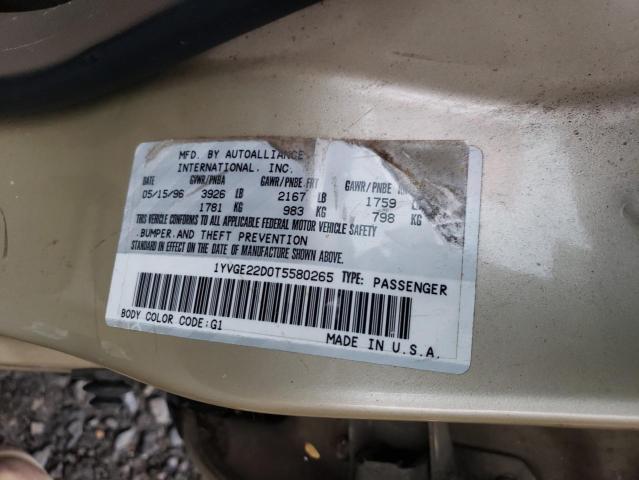 MFD. BY AUTOALLIANCE
INTERNATIONAL, INC.
DATE GVWR/PNBA GAWR/PNBE FRT GAWR/PNBE
05/15/96 3926 LB 2167 LB 1759
1781 KG 983 KG 798 KG
THIS VEHICLE CONFORMS TO ALL APPLICABLE FEDERAL MOTOR VEHICLE SAFETY
,BUMPER,AND THEFT PREVENTION
STANDARD IN EFFECT ON THE DATE OF MANUFACTURE SHOWN ABOVE.
1YVGE22D0T5580265 TYPE: PASSENGER
BODY COLOR CODE:G1
MADE IN U.S.A.